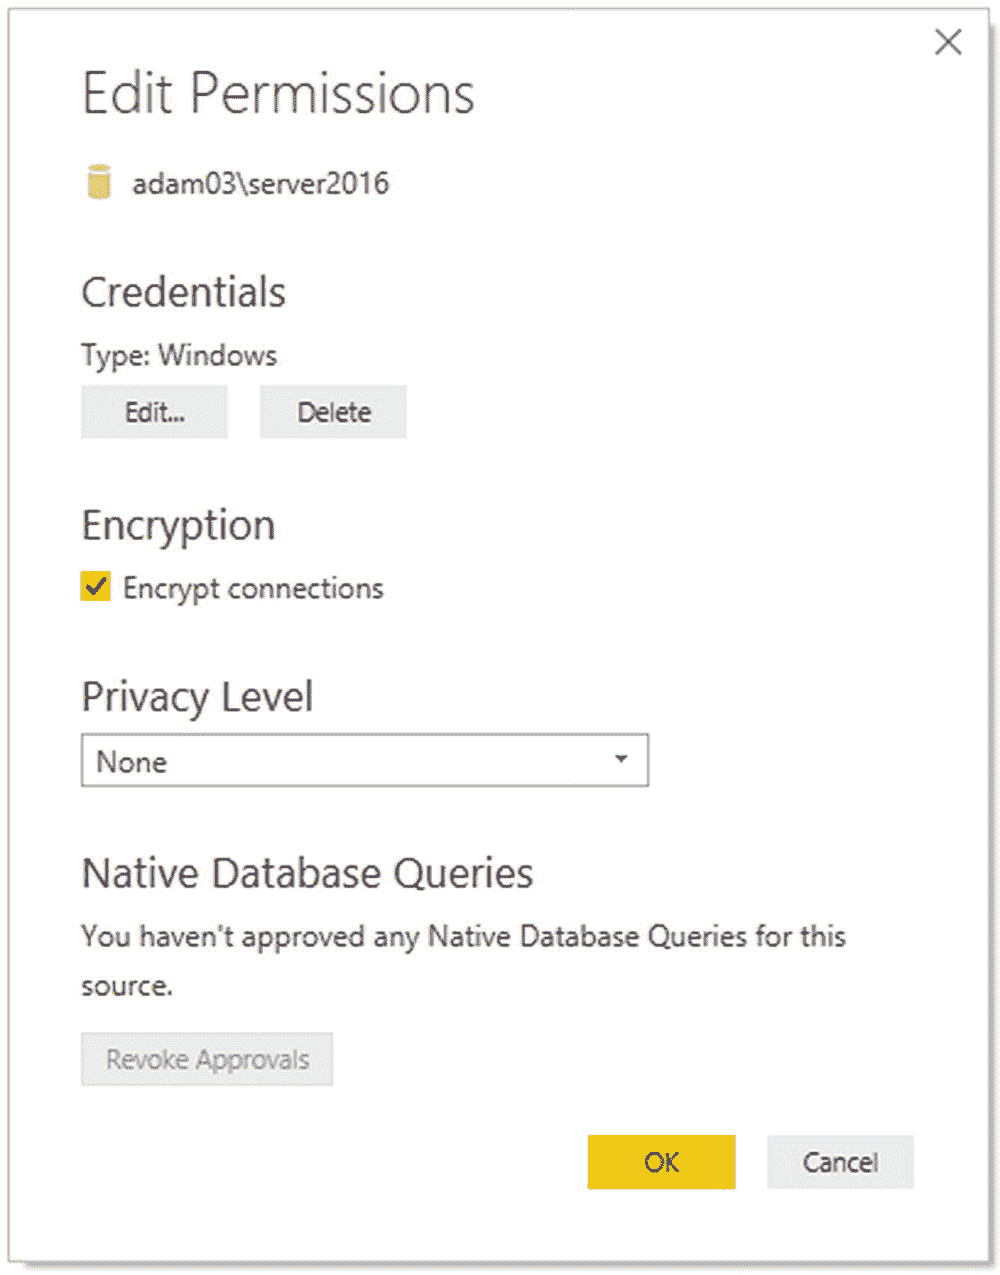 Edit Permissions
adam03\server2016
Credentials
Type: Windows
Edit...
Delete
Encryption
Encrypt connections
Privacy Level
None
Native Database Queries
You haven't approved any Native Database Queries for this
source.
Revoke Approvals
OK
Cancel